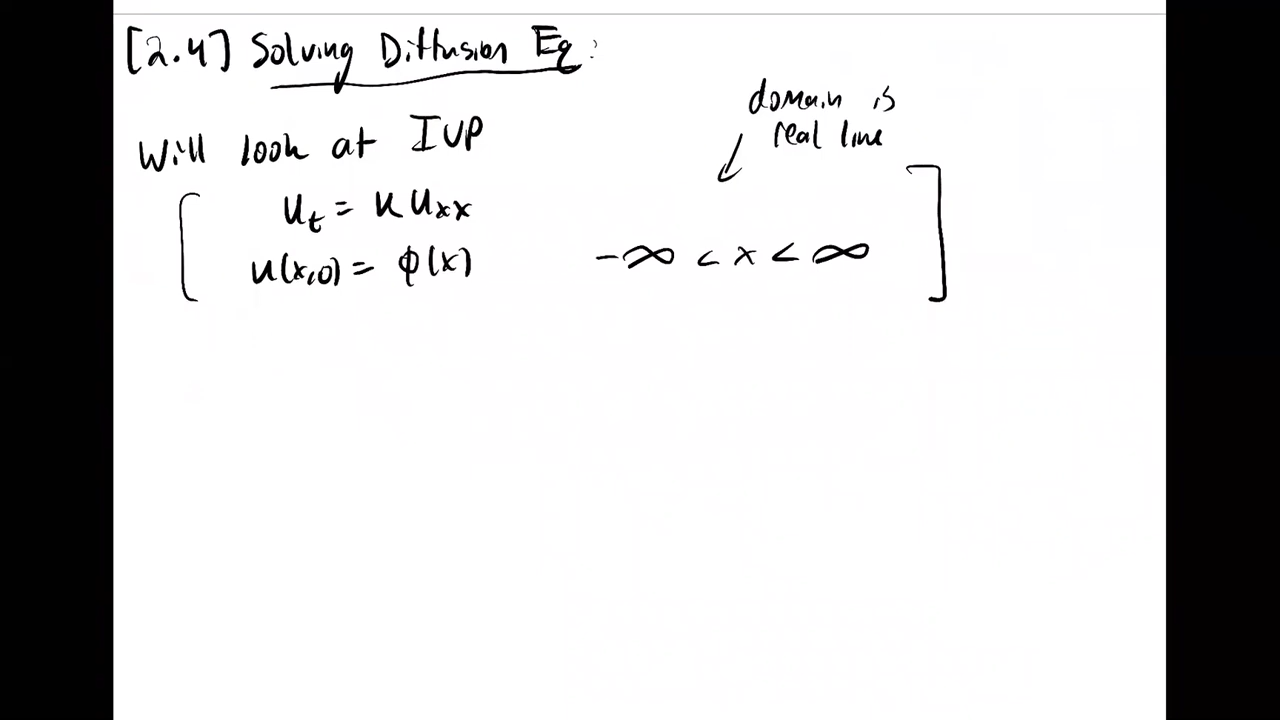 [2.4] Solving Diffusion Eq:
domain is
real line
Will look at IVP
u_t = k u_xx
u(x,0) = φ(x) -∞ < x < ∞